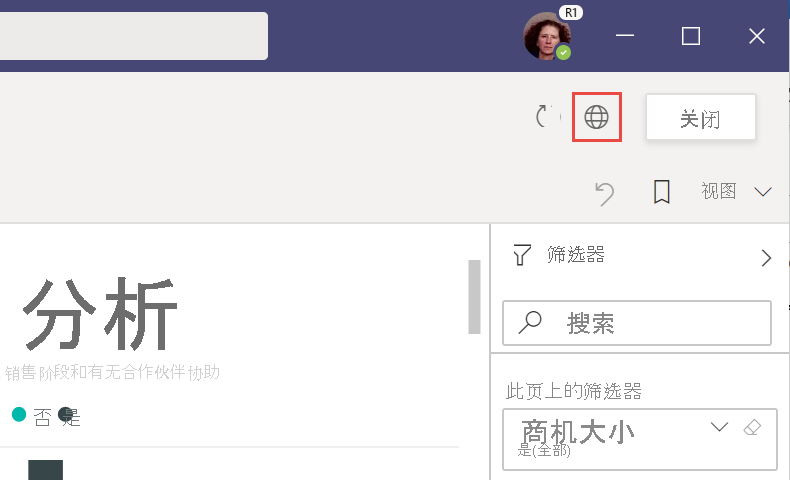 R1
关闭
视图
筛选器
分析
搜索
销售阶段和有无合作伙伴协助
此页上的筛选器
否 是
商机大小
是(全部)